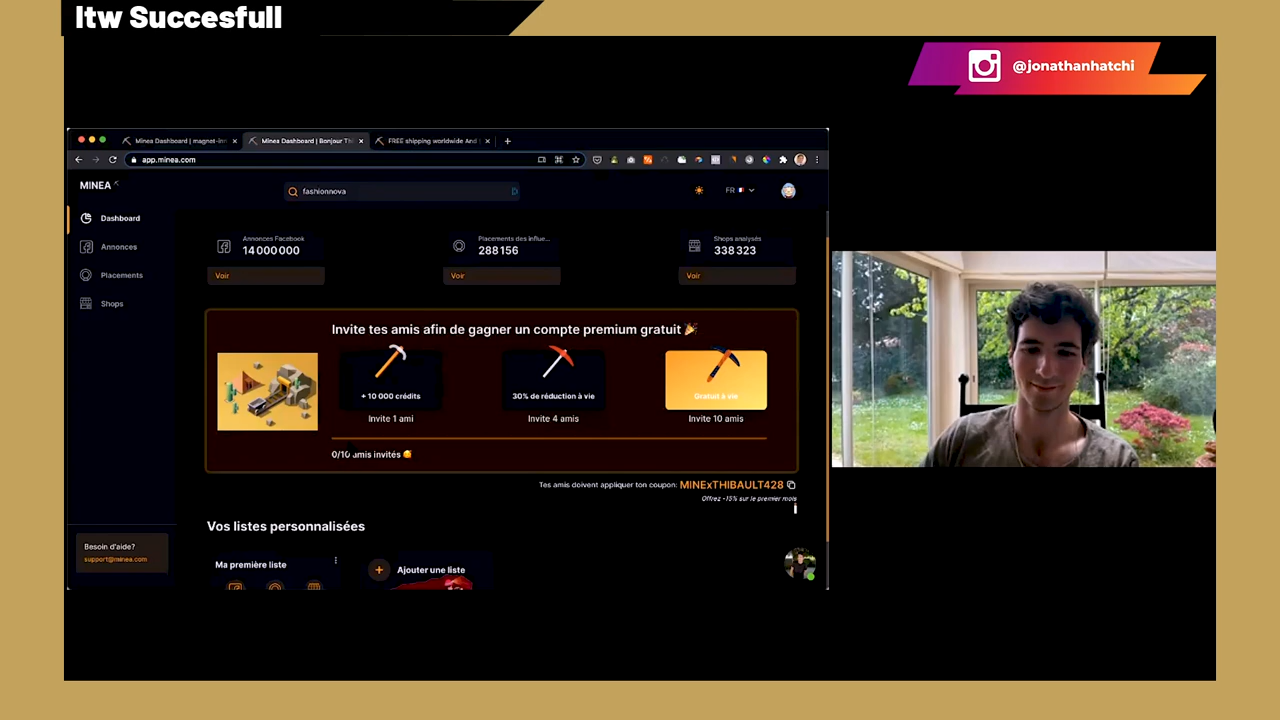 Itw Succesfull
@jonathanhatchi
Minea Dashboard | magnet-inn
Minea Dashboard | Bonjour Thi
FREE shipping worldwide And
app.minea.com
MINEA
fashionnova
FR
Dashboard
Annonces
Placements
Shops
Annonces Facebook
14 000 000
Voir
Placements des influe...
288 156
Voir
Shops analysés
338 323
Voir
Invite tes amis afin de gagner un compte premium gratuit 🎉
+ 10 000 crédits
Invite 1 ami
30% de réduction à vie
Invite 4 amis
Gratuit à vie
Invite 10 amis
0/10 amis invités
Tes amis doivent appliquer ton coupon: MINExTHIBAULT428
Offrez -15% sur le premier mois
Vos listes personnalisées
Ma première liste
Ajouter une liste
Besoin d'aide?
support@minea.com